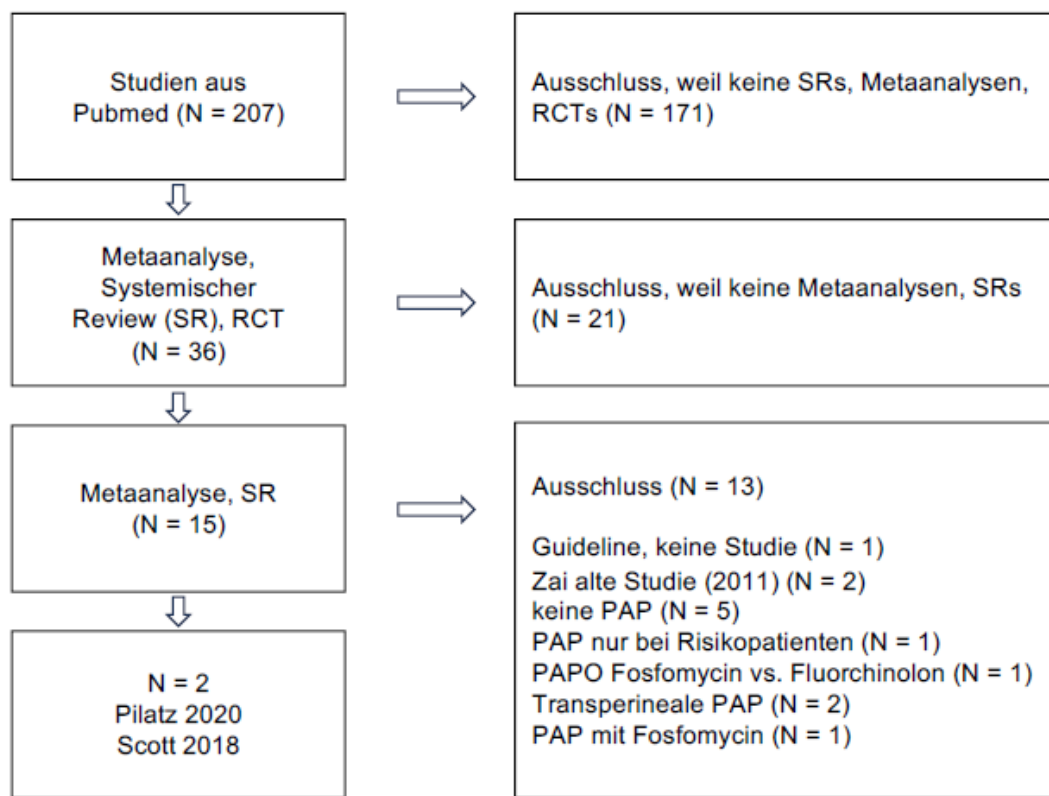 Studien aus
Pubmed (N = 207)
Ausschluss, weil keine SRs, Metaanalysen,
RCTs (N = 171)
Metaanalyse,
Systemischer
Review (SR), RCT
(N = 36)
Ausschluss, weil keine Metaanalysen, SRs
(N = 21)
Metaanalyse, SR
(N = 15)
Ausschluss (N = 13)
Guideline, keine Studie (N = 1)
Zai alte Studie (2011) (N = 2)
keine PAP (N = 5)
PAP nur bei Risikopatienten (N = 1)
PAPO Fosfomycin vs. Fluorchinolon (N = 1)
Transperineale PAP (N = 2)
PAP mit Fosfomycin (N = 1)
N = 2
Pilatz 2020
Scott 2018